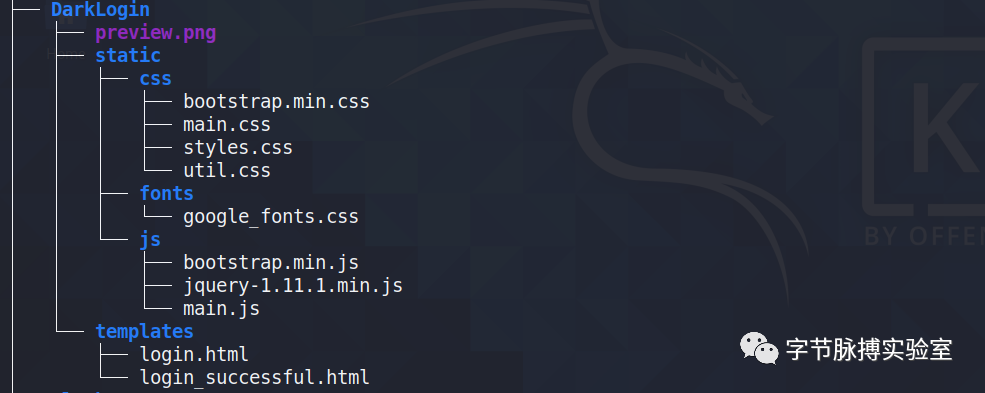 DarkLogin
preview.png
static
css
bootstrap.min.css
main.css
styles.css
util.css
fonts
google_fonts.css
js
bootstrap.min.js
jquery-1.11.1.min.js
main.js
templates
login.html
login_successful.html
K
BY OFFEN
字节脉搏实验室